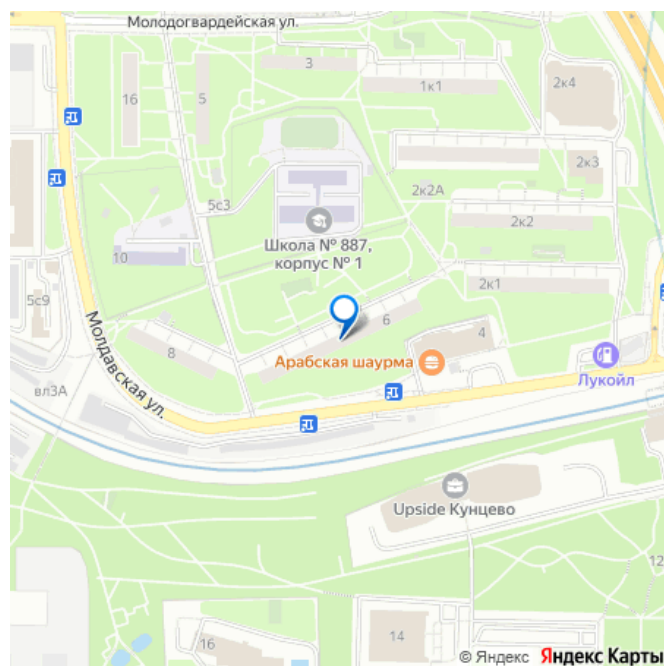 Молодогвардейская ул.
3
16
5
1к1
2к4
2к3
2к2А
5с3
2к2
Школа № 887,
корпус № 1
10
2к1
5с9
6
4
8
Арабская шаурма
Лукойл
Молдавская ул.
вл3А
Upside Кунцево
12
14
16
© Яндекс Яндекс Карты